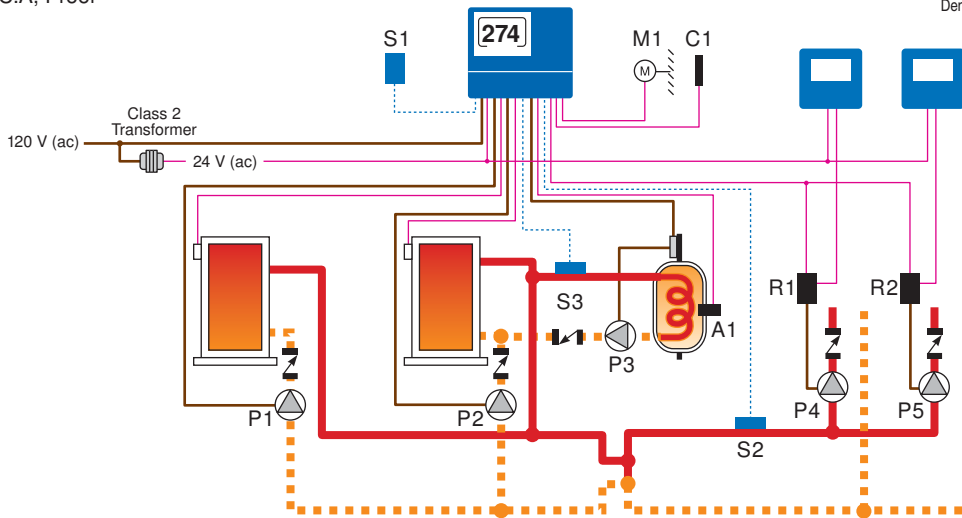 Der
S1
274
M1
C1
M
Class 2
Transformer
120 V (ac)
24 V (ac)
S3
A1
R1
R2
P3
P1
P2
P4
P5
S2